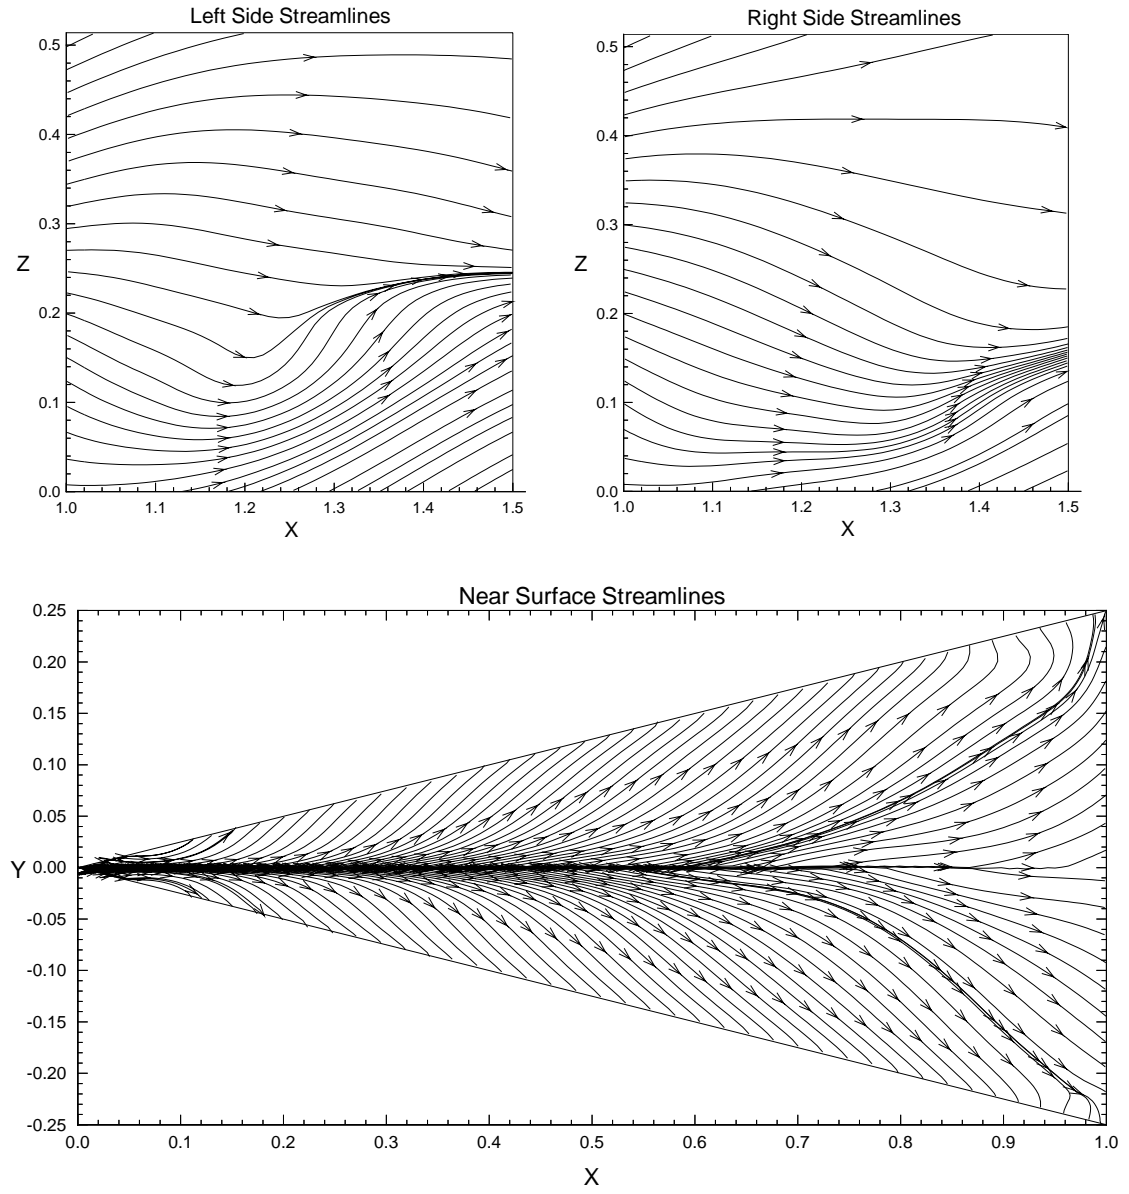 Left Side Streamlines
0.5
0.4
0.3
Z
0.2
0.1
0.0
1.0 1.1 1.2 1.3 1.4 1.5
X
Right Side Streamlines
0.5
0.4
0.3
Z
0.2
0.1
0.0
1.0 1.1 1.2 1.3 1.4 1.5
X
Near Surface Streamlines
0.25
0.20
0.15
0.10
0.05
Y 0.00
-0.05
-0.10
-0.15
-0.20
-0.25
0.0 0.1 0.2 0.3 0.4 0.5 0.6 0.7 0.8 0.9 1.0
X